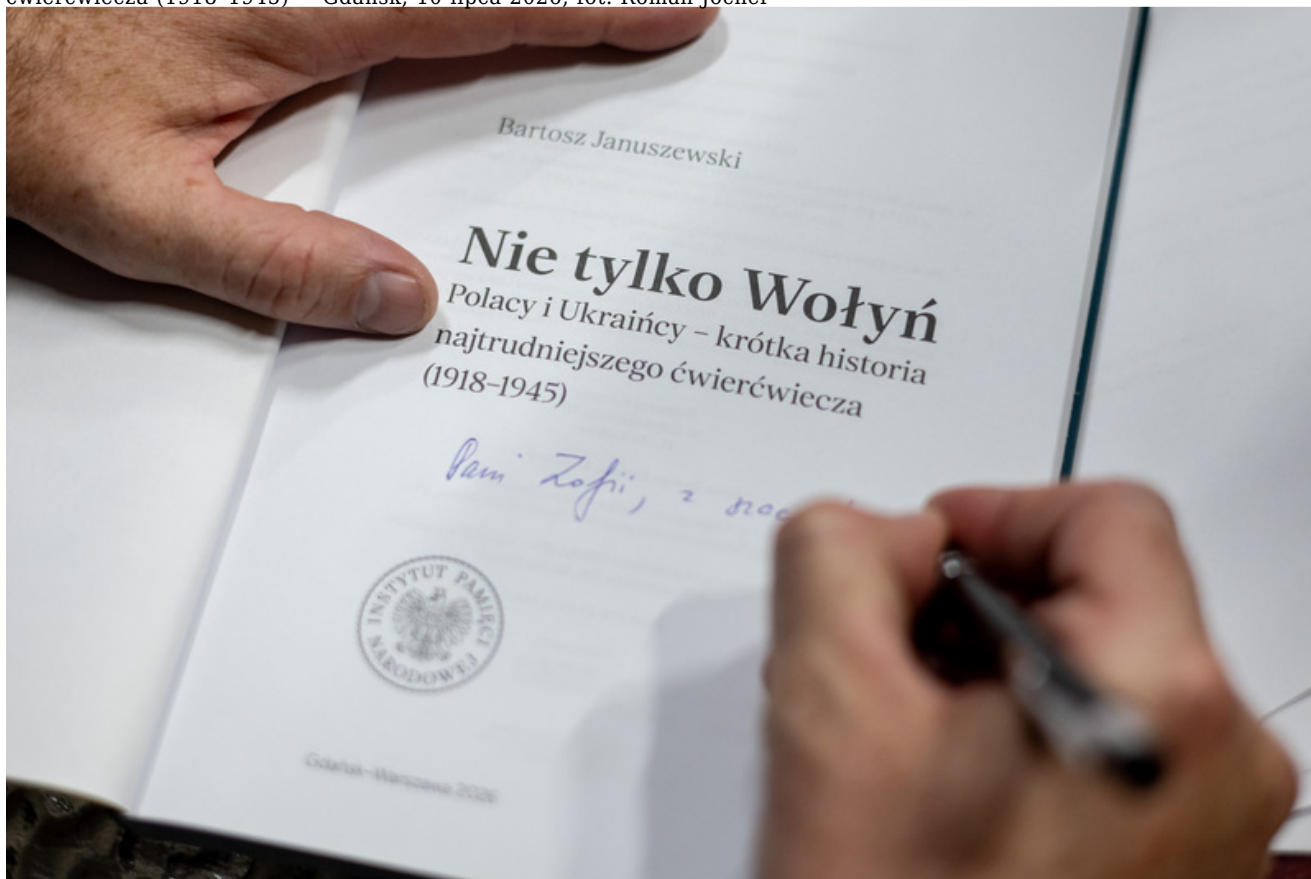 ćwierćwiecza (1918–1945)” – Gdańsk, 10 lipca 2026, fot. Roman Jocher
Bartosz Januszewski
Nie tylko Wołyń
Polacy i Ukraińcy – krótka historia
najtrudniejszego ćwierćwiecza
(1918–1945)
Pani Zofii, z
INSTYTUT PAMIĘCI NARODOWEJ
Gdańsk–Warszawa 2026